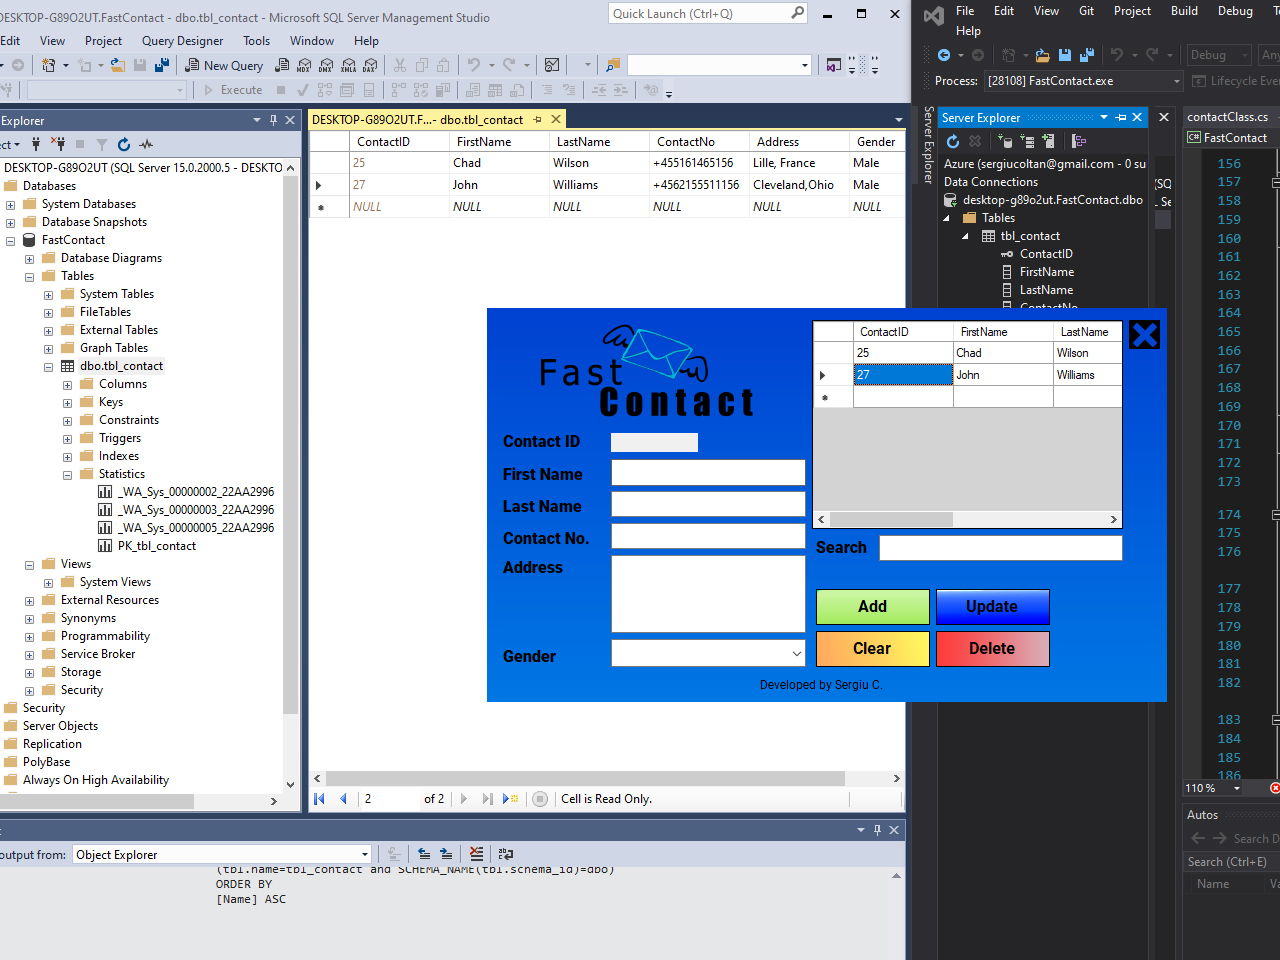 DESKTOP-G89O2UT.FastContact - dbo.tbl_contact - Microsoft SQL Server Management Studio
Quick Launch (Ctrl+Q)
Edit View Project Query Designer Tools Window Help
New Query
MDX DMX XMLA DAX
Execute
Explorer
DESKTOP-G89O2UT (SQL Server 15.0.2000.5 - DESKTO
Databases
System Databases
Database Snapshots
FastContact
Database Diagrams
Tables
System Tables
FileTables
External Tables
Graph Tables
dbo.tbl_contact
Columns
Keys
Constraints
Triggers
Indexes
Statistics
_WA_Sys_00000002_22AA2996
_WA_Sys_00000003_22AA2996
_WA_Sys_00000005_22AA2996
PK_tbl_contact
Views
System Views
External Resources
Synonyms
Programmability
Service Broker
Storage
Security
Security
Server Objects
Replication
PolyBase
Always On High Availability
DESKTOP-G89O2UT.F...- dbo.tbl_contact
ContactID FirstName LastName ContactNo Address Gender
25 Chad Wilson +455161465156 Lille, France Male
27 John Williams +4562155511156 Cleveland,Ohio Male
NULL NULL NULL NULL NULL NULL
2 of 2 Cell is Read Only.
output from: Object Explorer
(tbl.name=tbl_contact and SCHEMA_NAME(tbl.schema_id)=dbo)
ORDER BY
[Name] ASC
Fast
Contact
Contact ID
First Name
Last Name
Contact No.
Address
Gender
ContactID FirstName LastName
25 Chad Wilson
27 John Williams
Search
Add Update
Clear Delete
Developed by Sergiu C.
File Edit View Git Project Build Debug
Help
Debug
Process: [28108] FastContact.exe
Lifecycle Eve
Server Explorer
Server Explorer
Azure (sergiucoltan@gmail.com - 0 su
Data Connections
desktop-g89o2ut.FastContact.dbo
Tables
tbl_contact
ContactID
FirstName
LastName
ContactNo
contactClass.cs
FastContact
156
157
158
159
160
161
162
163
164
165
166
167
168
169
170
171
172
173
174
175
176
177
178
179
180
181
182
183
184
185
186
110 %
Autos
Search D
Search (Ctrl+E)
Name